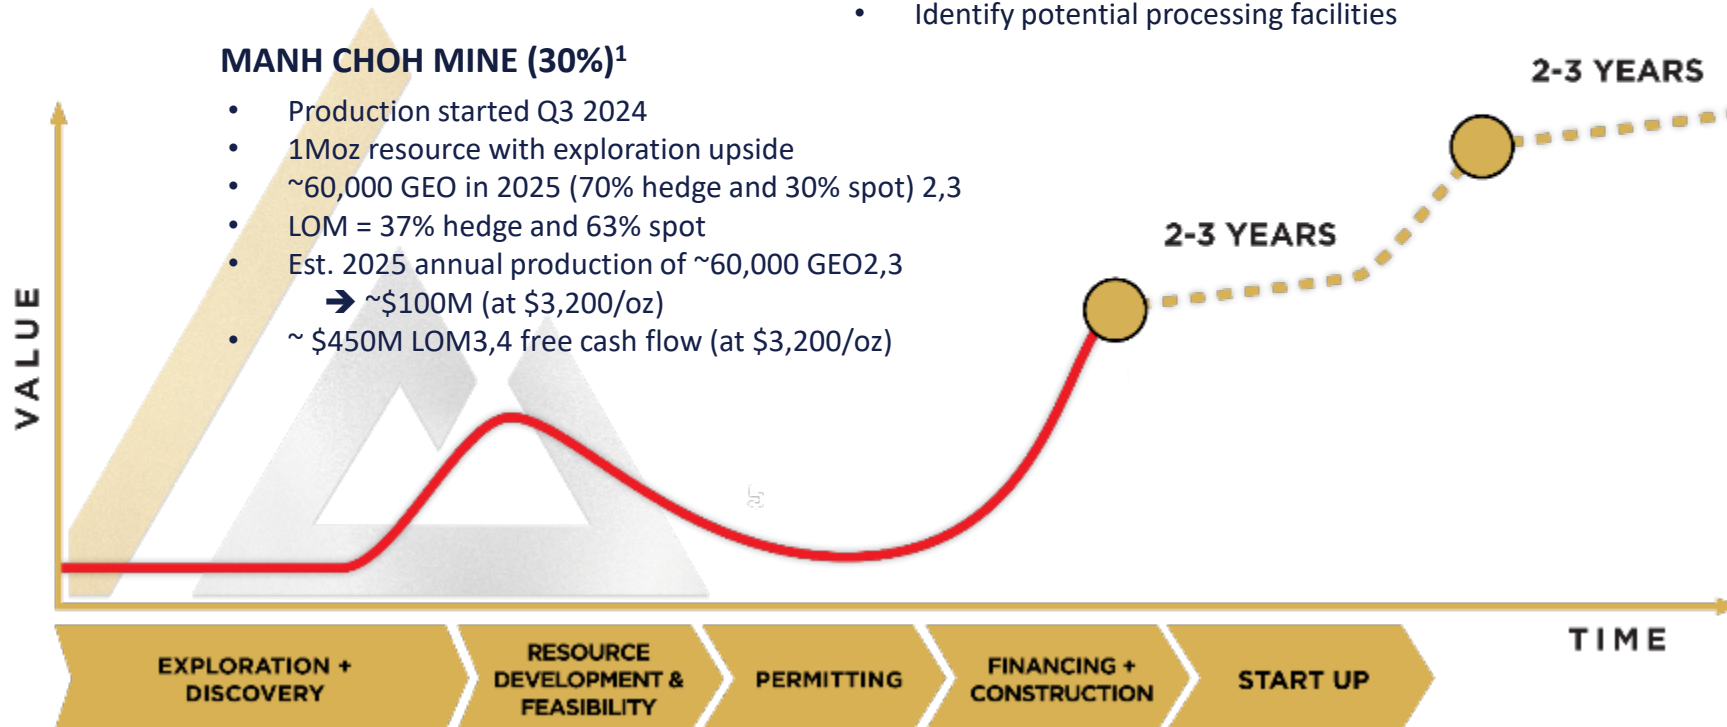 • Identify potential processing facilities
MANH CHOH MINE (30%)¹
• Production started Q3 2024
• 1Moz resource with exploration upside
• ~60,000 GEO in 2025 (70% hedge and 30% spot) 2,3
• LOM = 37% hedge and 63% spot
• Est. 2025 annual production of ~60,000 GEO2,3
➔ ~$100M (at $3,200/oz)
• ~ $450M LOM3,4 free cash flow (at $3,200/oz)
2-3 YEARS
2-3 YEARS
VALUE
TIME
EXPLORATION +
DISCOVERY
RESOURCE
DEVELOPMENT &
FEASIBILITY
PERMITTING
FINANCING +
CONSTRUCTION
START UP